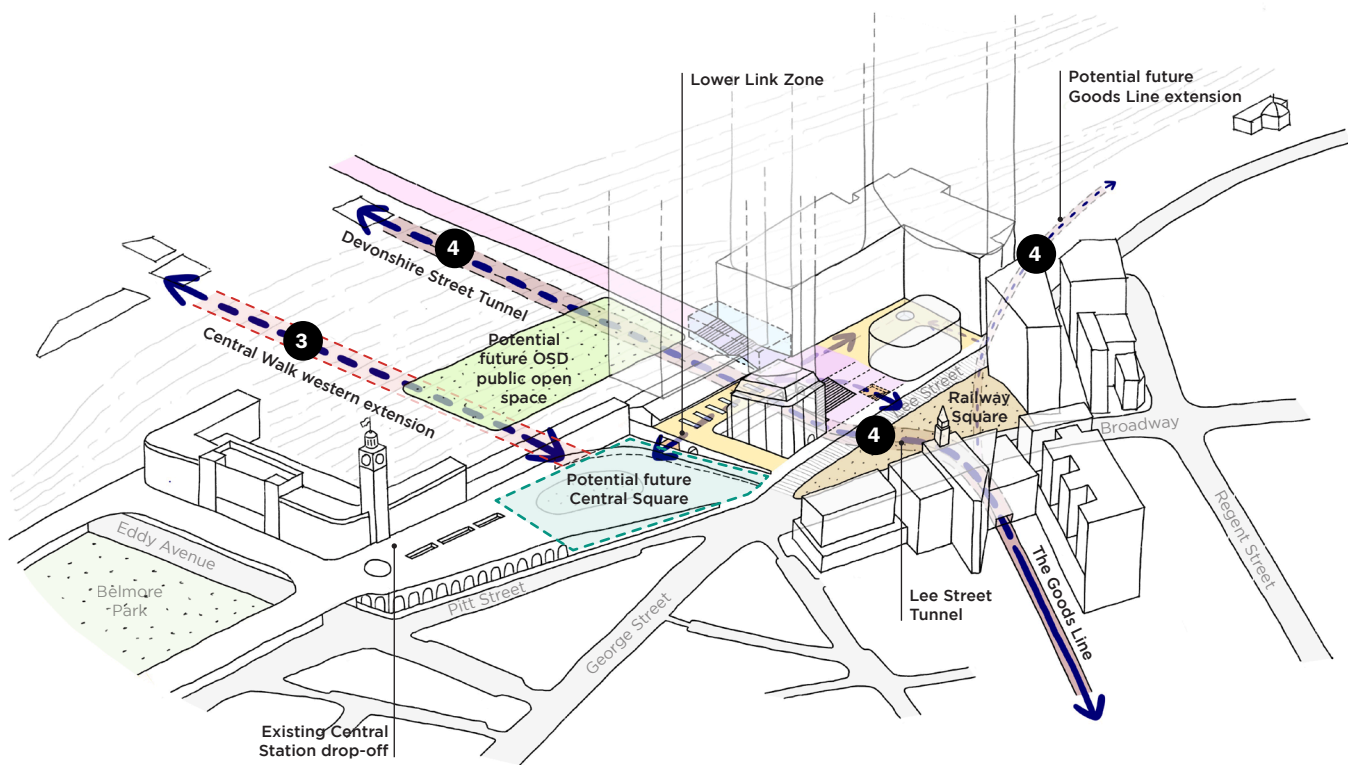 Lower Link Zone
Potential future
Goods Line extension
4
4
Devonshire Street Tunnel
3
Central Walk western extension
Potential
future OSD
public open
space
Lee Street
Railway
Square
4
Broadway
Potential future
Central Square
Eddy Avenue
Belmore
Park
Pitt Street
George Street
Regent Street
The Goods Line
Lee Street
Tunnel
Existing Central
Station drop-off